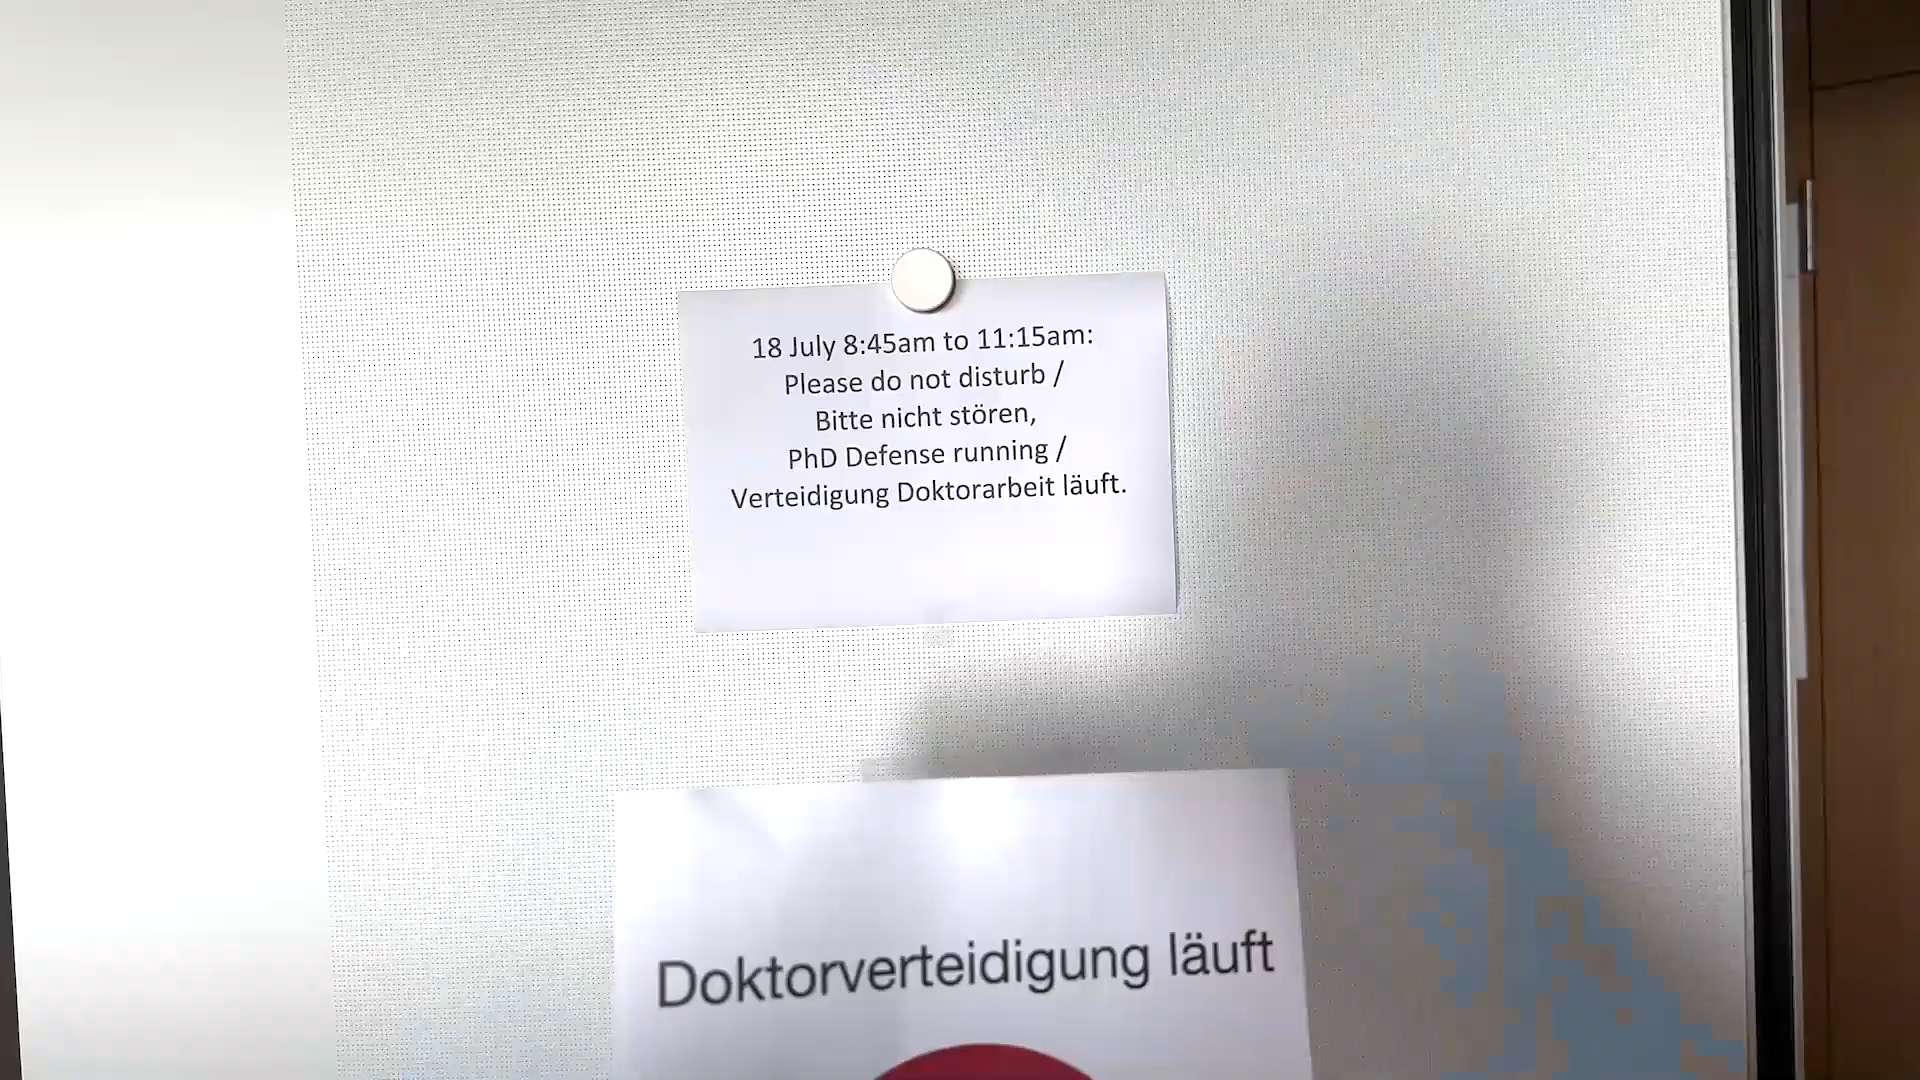 18 July 8:45am to 11:15am:
Please do not disturb /
Bitte nicht stören,
PhD Defense running /
Verteidigung Doktorarbeit läuft.
Doktorverteidigung läuft